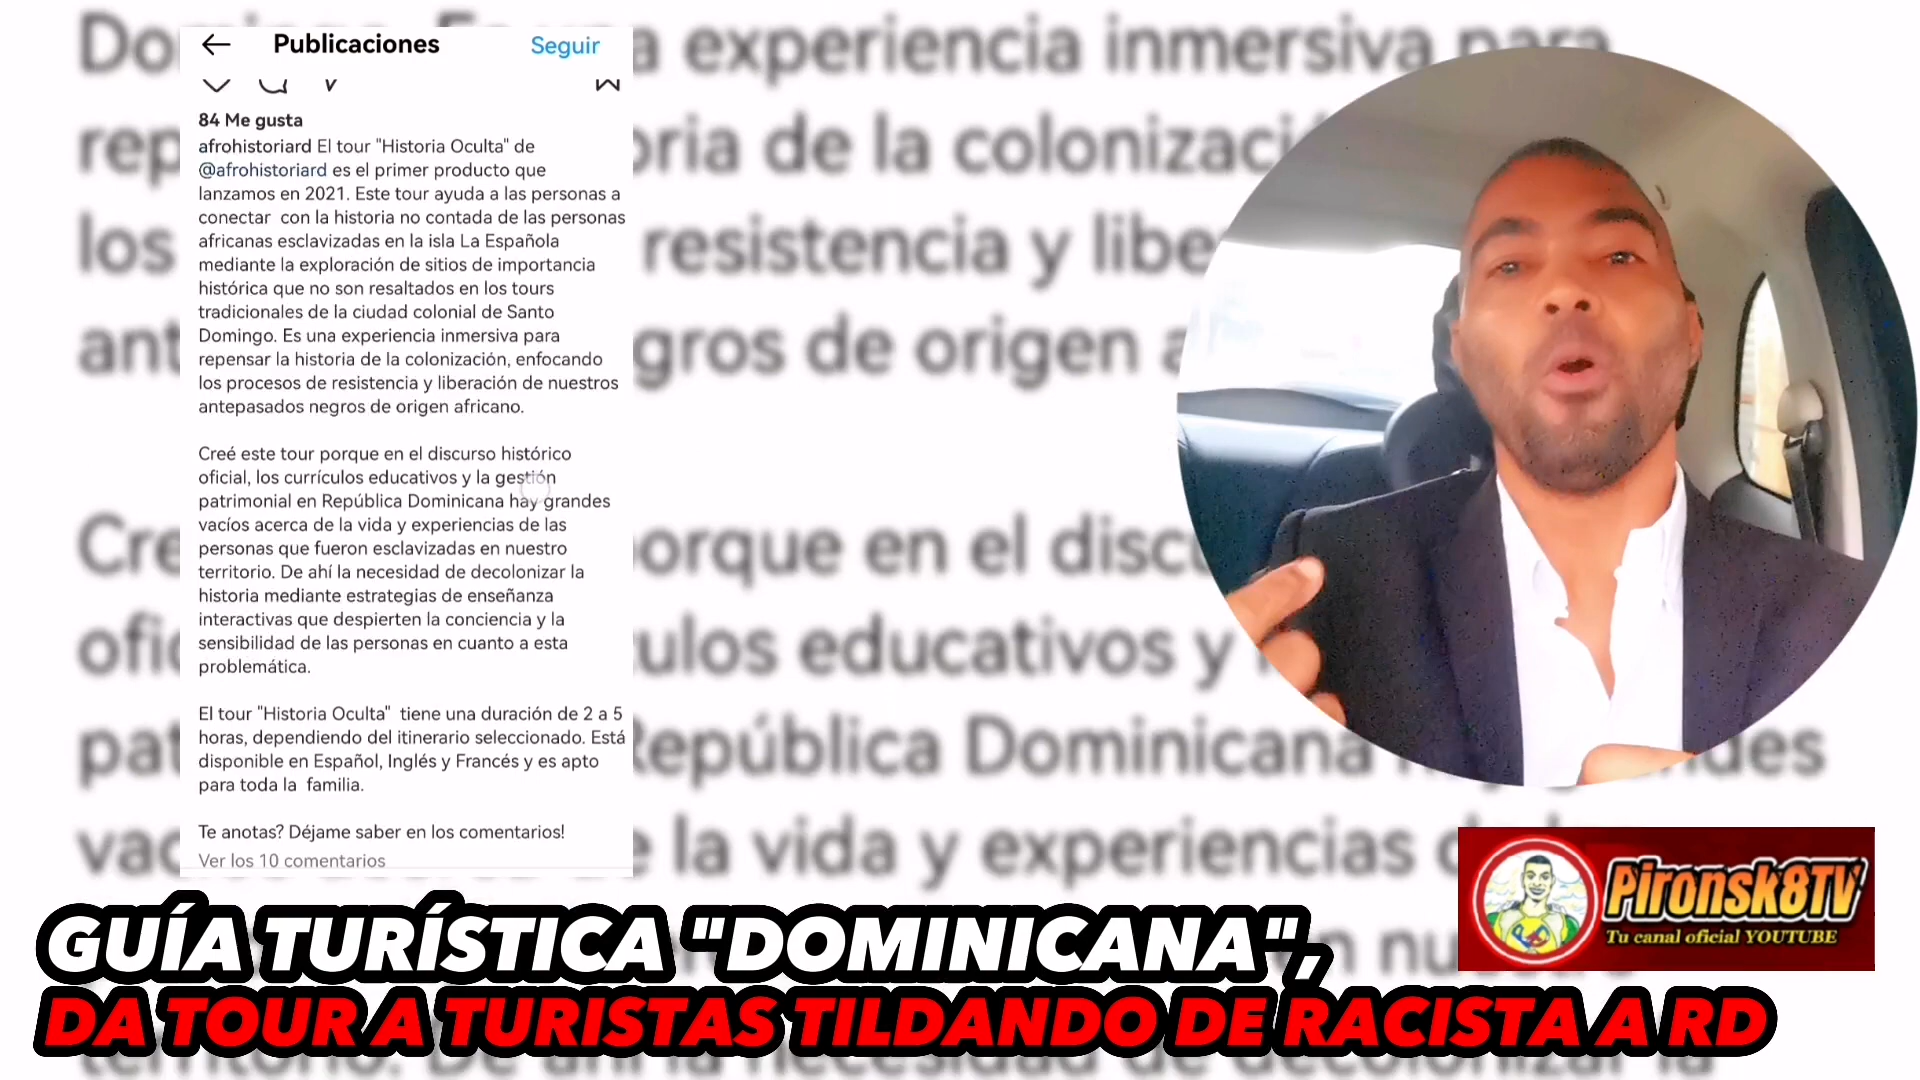 Publicaciones
Seguir
84 Me gusta
afrohistoriard El tour "Historia Oculta" de
@afrohistoriard es el primer producto que
lanzamos en 2021. Este tour ayuda a las personas a
conectar con la historia no contada de las personas
africanas esclavizadas en la isla La Española
mediante la exploración de sitios de importancia
histórica que no son resaltados en los tours
tradicionales de la ciudad colonial de Santo
Domingo. Es una experiencia inmersiva para
repensar la historia de la colonización, enfocando
los procesos de resistencia y liberación de nuestros
antepasados negros de origen africano.
Creé este tour porque en el discurso histórico
oficial, los currículos educativos y la gestión
patrimonial en República Dominicana hay grandes
vacíos acerca de la vida y experiencias de las
personas que fueron esclavizadas en nuestro
territorio. De ahí la necesidad de decolonizar la
historia mediante estrategias de enseñanza
interactivas que despierten la conciencia y la
sensibilidad de las personas en cuanto a esta
problemática.
El tour "Historia Oculta" tiene una duración de 2 a 5
horas, dependiendo del itinerario seleccionado. Está
disponible en Español, Inglés y Francés y es apto
para toda la familia.
Te anotas? Déjame saber en los comentarios!
Ver los 10 comentarios
Pironsk8TV
Tu canal oficial YOUTUBE
GUÍA TURÍSTICA "DOMINICANA",
DA TOUR A TURISTAS TILDANDO DE RACISTA A RD